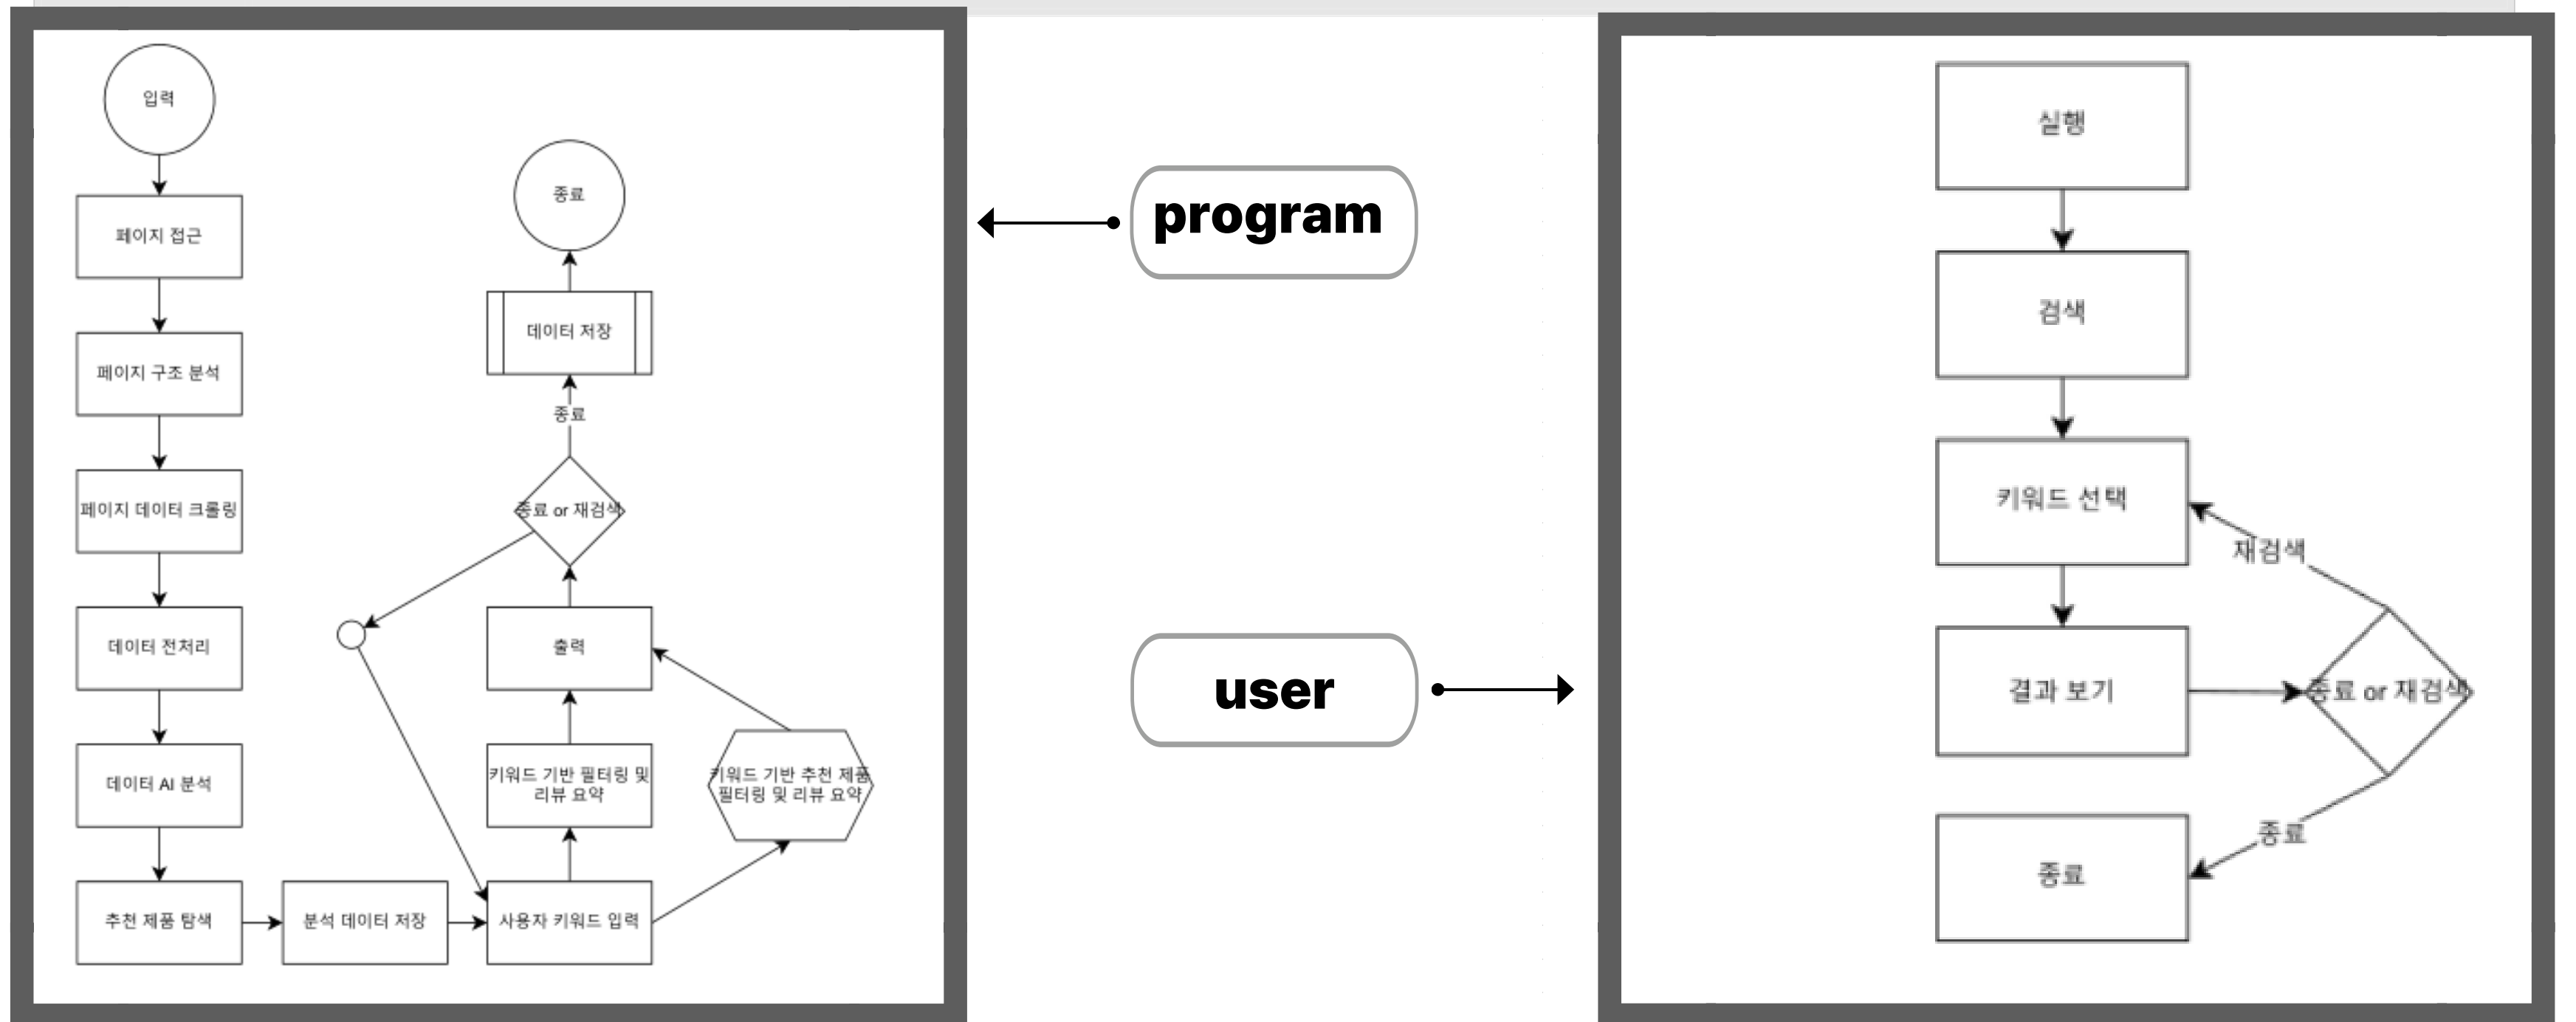 입력
페이지 접근
페이지 구조 분석
페이지 데이터 크롤링
데이터 전처리
데이터 AI 분석
추천 제품 탐색
분석 데이터 저장
사용자 키워드 입력
키워드 기반 필터링 및
리뷰 요약
키워드 기반 추천 제품
필터링 및 리뷰 요약
출력
종료 or 재검색
종료
데이터 저장
종료
program
user
실행
검색
키워드 선택
재검색
결과 보기
종료 or 재검색
종료
종료